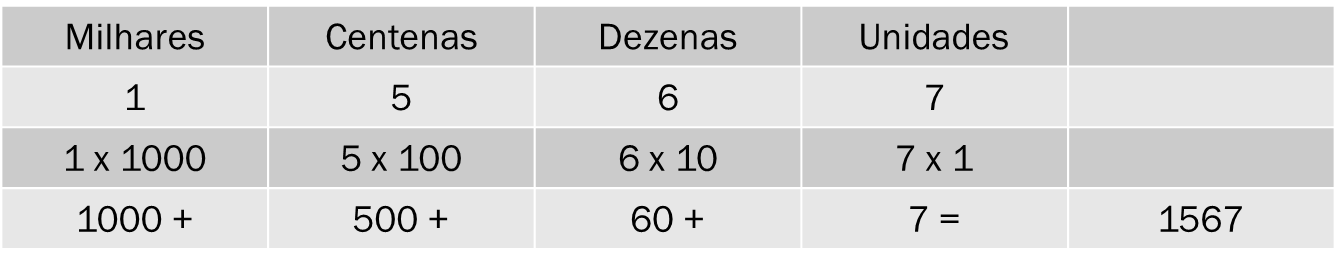 Milhares Centenas Dezenas Unidades
1 5 6 7
1 x 1000 5 x 100 6 x 10 7 x 1
1000 + 500 + 60 + 7 = 1567